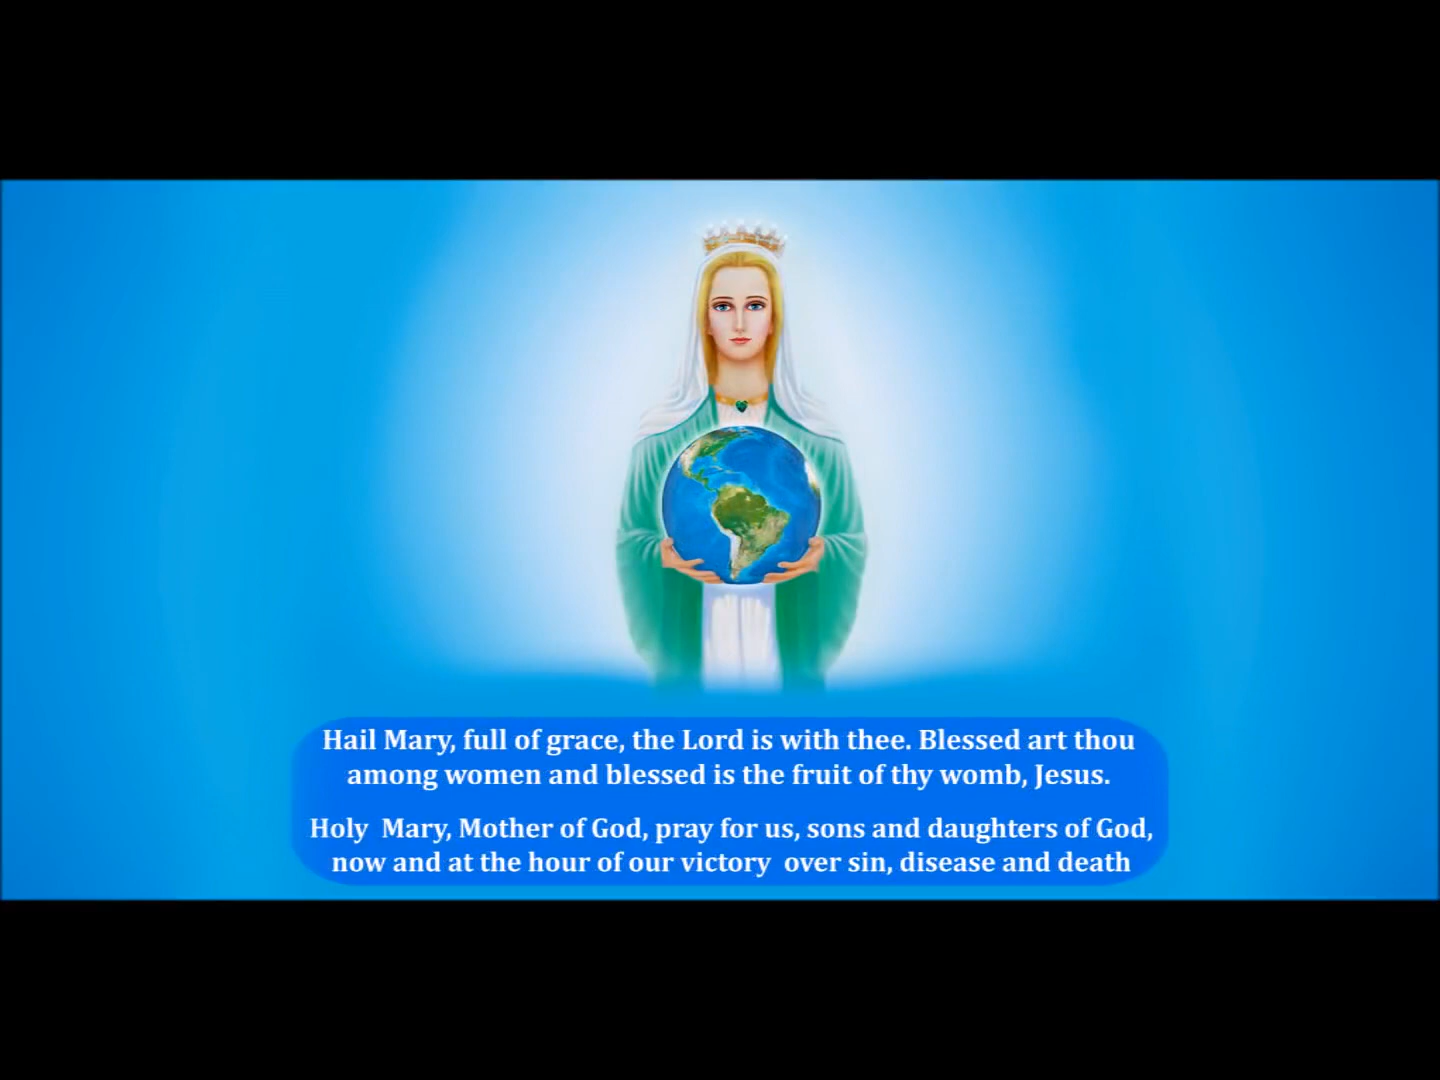 Hail Mary, full of grace, the Lord is with thee. Blessed art thou
among women and blessed is the fruit of thy womb, Jesus.
Holy  Mary, Mother of God, pray for us, sons and daughters of God,
now and at the hour of our victory  over sin, disease and death